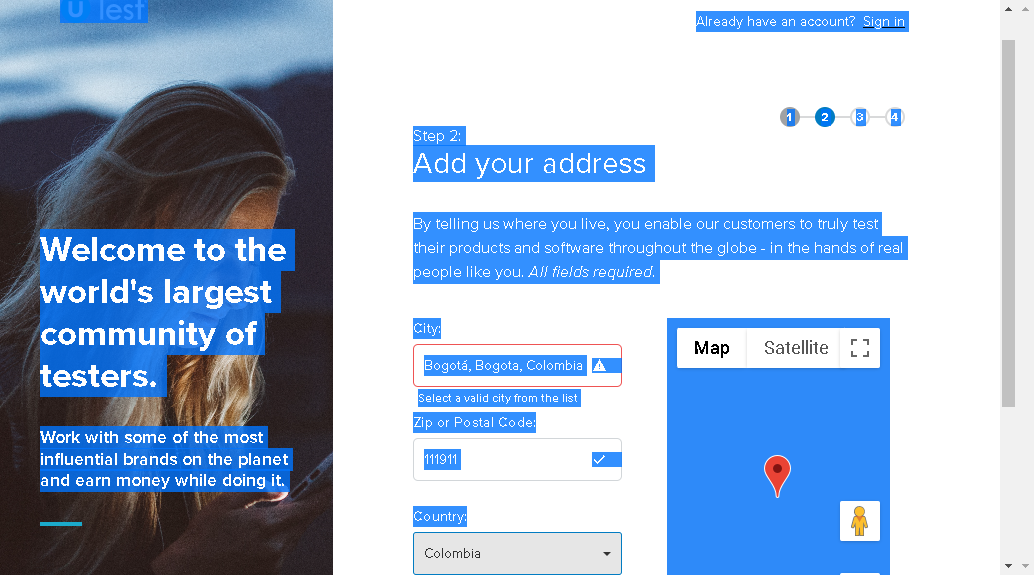 U Test
Already have an account? Sign in
1 2 3 4
Step 2:
Add your address
By telling us where you live, you enable our customers to truly test
their products and software throughout the globe - in the hands of real
people like you. All fields required.
Welcome to the
world's largest
community of
testers.
Work with some of the most
influential brands on the planet
and earn money while doing it.
City:
Bogotá, Bogota, Colombia
Select a valid city from the list
Zip or Postal Code:
111911
Country:
Colombia
Map Satellite